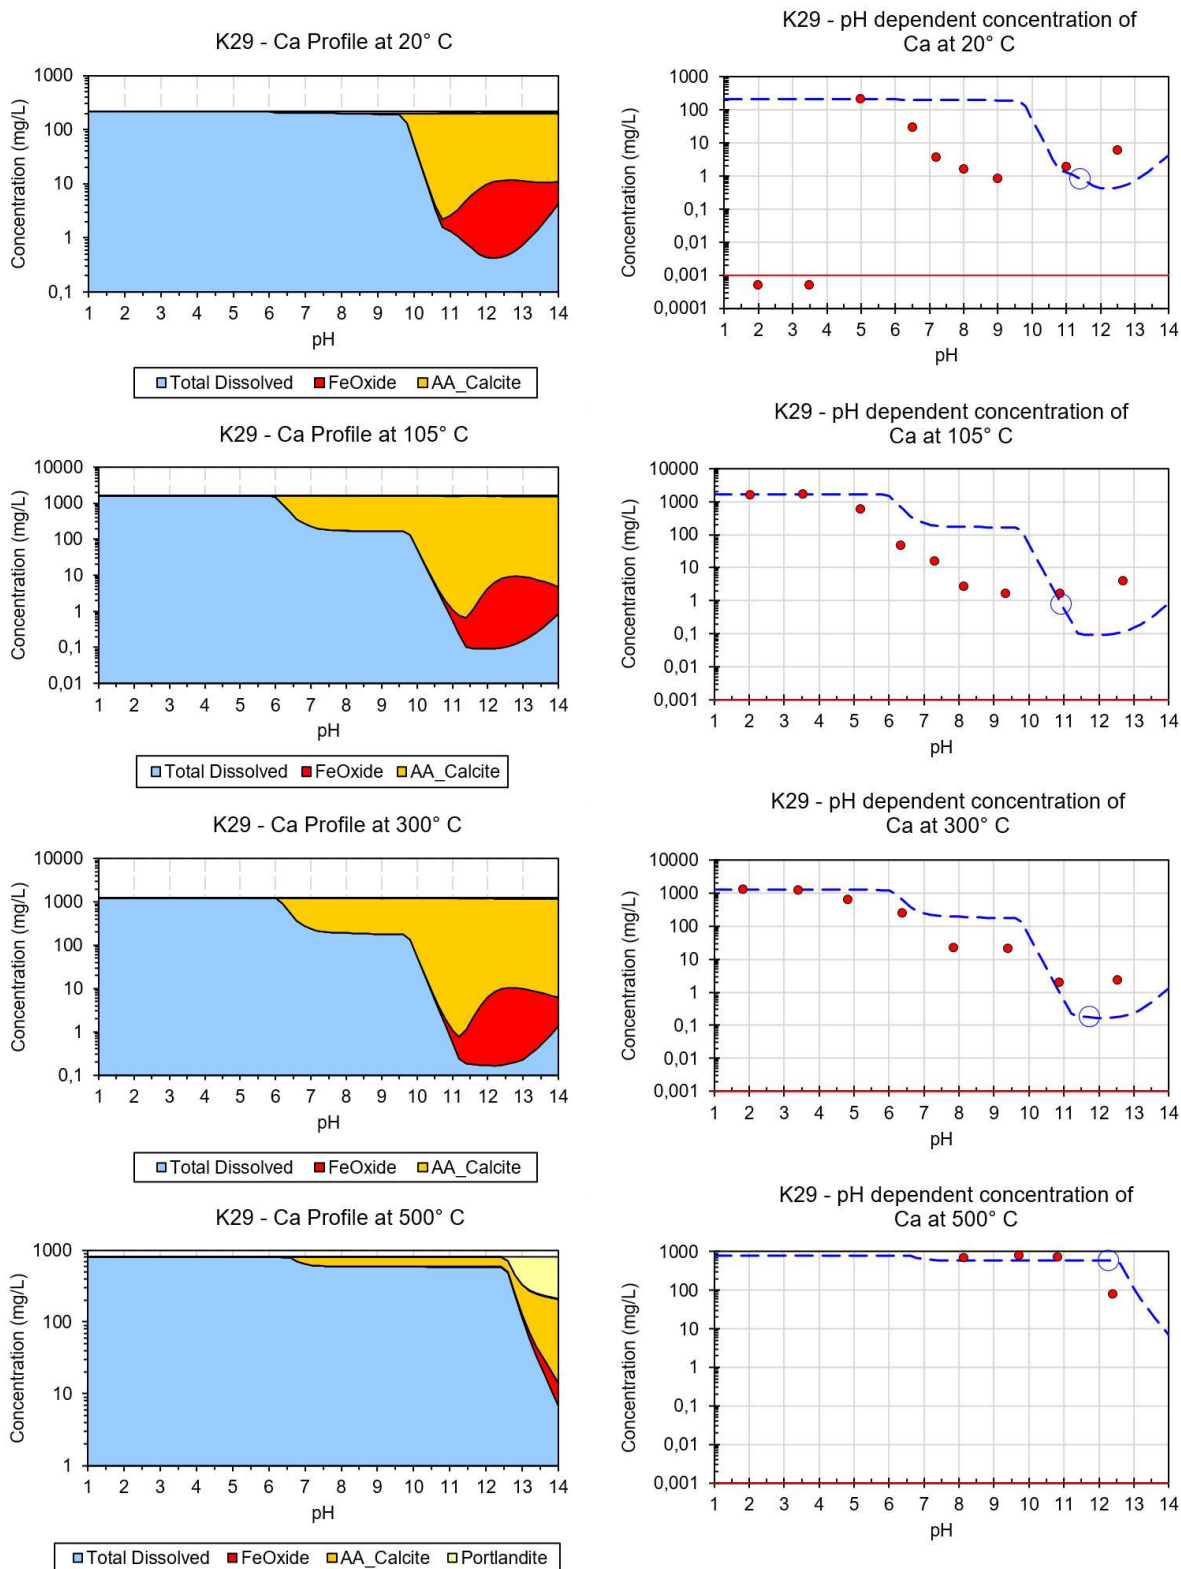 K29 - Ca Profile at 20° C
Concentration (mg/L)
1000
100
10
1
0,1
1 2 3 4 5 6 7 8 9 10 11 12 13 14
pH
Total Dissolved FeOxide AA_Calcite
K29 - pH dependent concentration of
Ca at 20° C
Concentration (mg/L)
1000
100
10
1
0,1
0,01
0,001
0,0001
1 2 3 4 5 6 7 8 9 10 11 12 13 14
pH
K29 - Ca Profile at 105° C
Concentration (mg/L)
10000
1000
100
10
1
0,1
0,01
1 2 3 4 5 6 7 8 9 10 11 12 13 14
pH
Total Dissolved FeOxide AA_Calcite
K29 - pH dependent concentration of
Ca at 105° C
Concentration (mg/L)
10000
1000
100
10
1
0,1
0,01
0,001
1 2 3 4 5 6 7 8 9 10 11 12 13 14
pH
K29 - Ca Profile at 300° C
Concentration (mg/L)
10000
1000
100
10
1
0,1
1 2 3 4 5 6 7 8 9 10 11 12 13 14
pH
Total Dissolved FeOxide AA_Calcite
K29 - pH dependent concentration of
Ca at 300° C
Concentration (mg/L)
10000
1000
100
10
1
0,1
0,01
0,001
1 2 3 4 5 6 7 8 9 10 11 12 13 14
pH
K29 - Ca Profile at 500° C
Concentration (mg/L)
1000
100
10
1
1 2 3 4 5 6 7 8 9 10 11 12 13 14
pH
Total Dissolved FeOxide AA_Calcite Portlandite
K29 - pH dependent concentration of
Ca at 500° C
Concentration (mg/L)
1000
100
10
1
0,1
0,01
0,001
1 2 3 4 5 6 7 8 9 10 11 12 13 14
pH